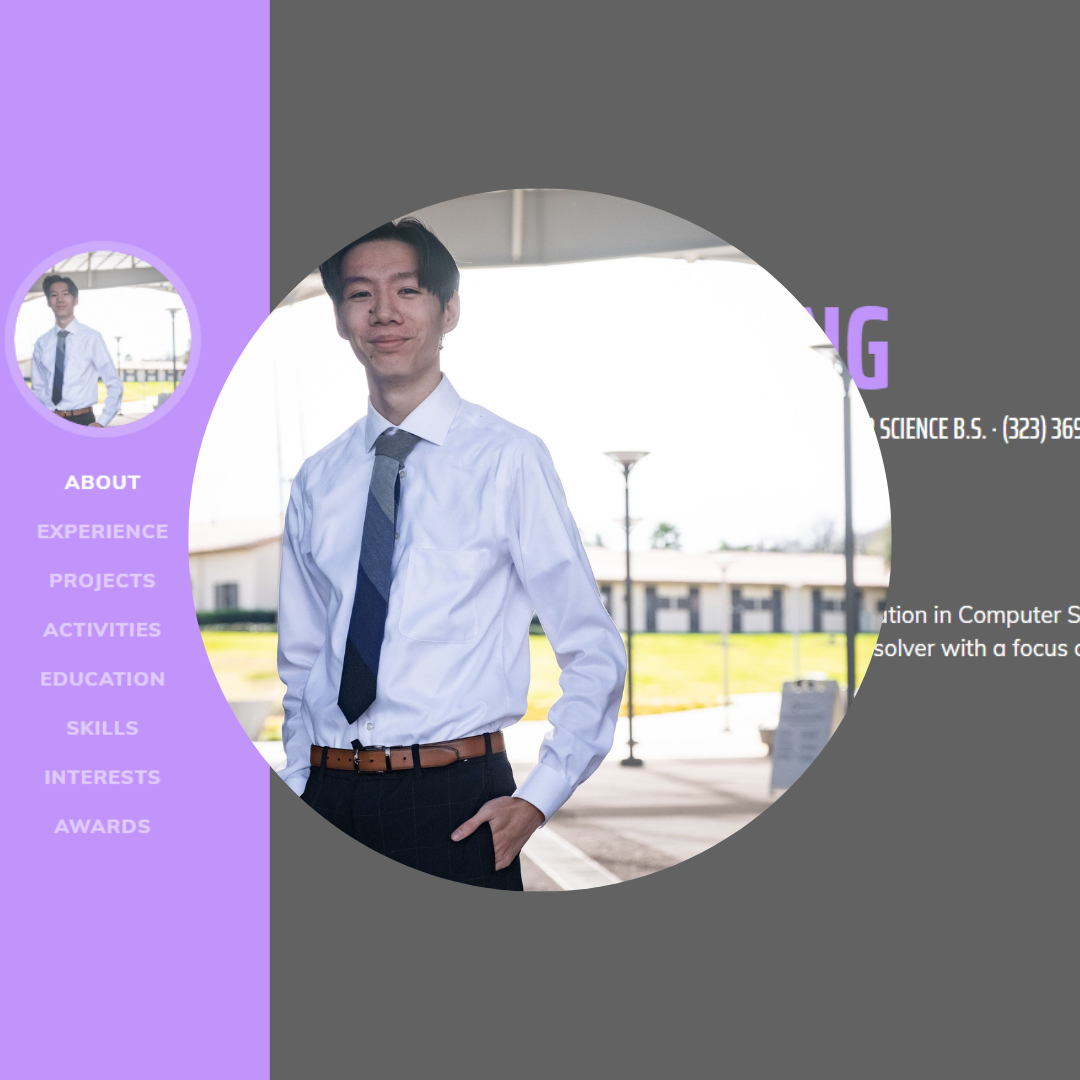 ABOUT
EXPERIENCE
PROJECTS
ACTIVITIES
EDUCATION
SKILLS
INTERESTS
AWARDS
NG
SCIENCE B.S. · (323) 369
ution in Computer S
solver with a focus